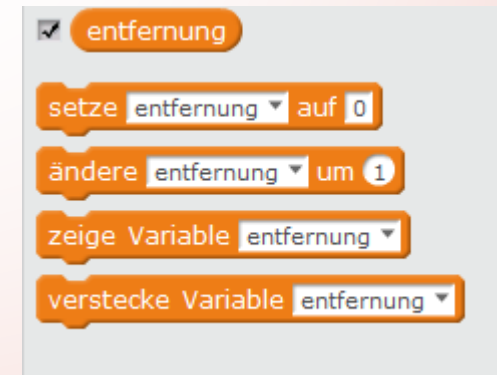 entfernung
setze entfernung auf 0
ändere entfernung um 1
zeige Variable entfernung
verstecke Variable entfernung